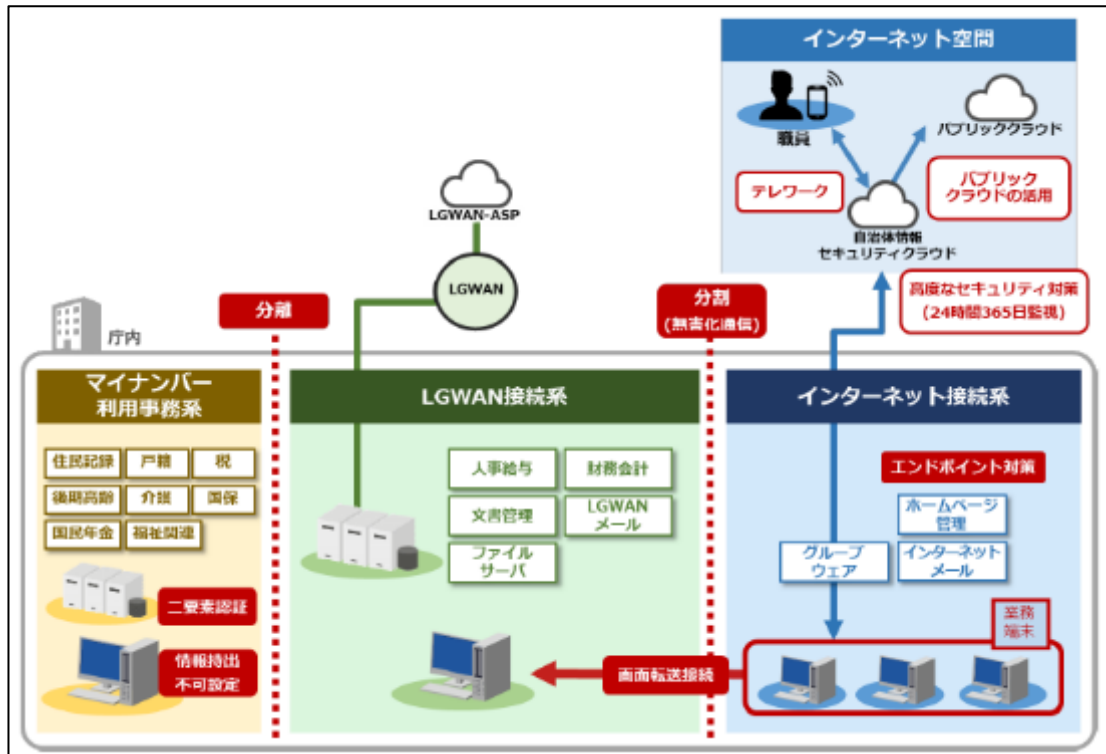 インターネット空間
職員
パブリッククラウド
テレワーク
パブリック
クラウドの活用
自治体情報
セキュリティクラウド
LGWAN-ASP
LGWAN
分離
分割
(無害化通信)
高度なセキュリティ対策
(24時間365日監視)
庁内
マイナンバー
利用事務系
住民記録
戸籍
税
後期高齢
介護
国保
国民年金
福祉関連
二要素認証
情報持出
不可設定
LGWAN接続系
人事給与
財務会計
文書管理
LGWAN
メール
ファイル
サーバ
画面転送接続
インターネット接続系
エンドポイント対策
ホームページ
管理
グループ
ウェア
インターネット
メール
業務
端末